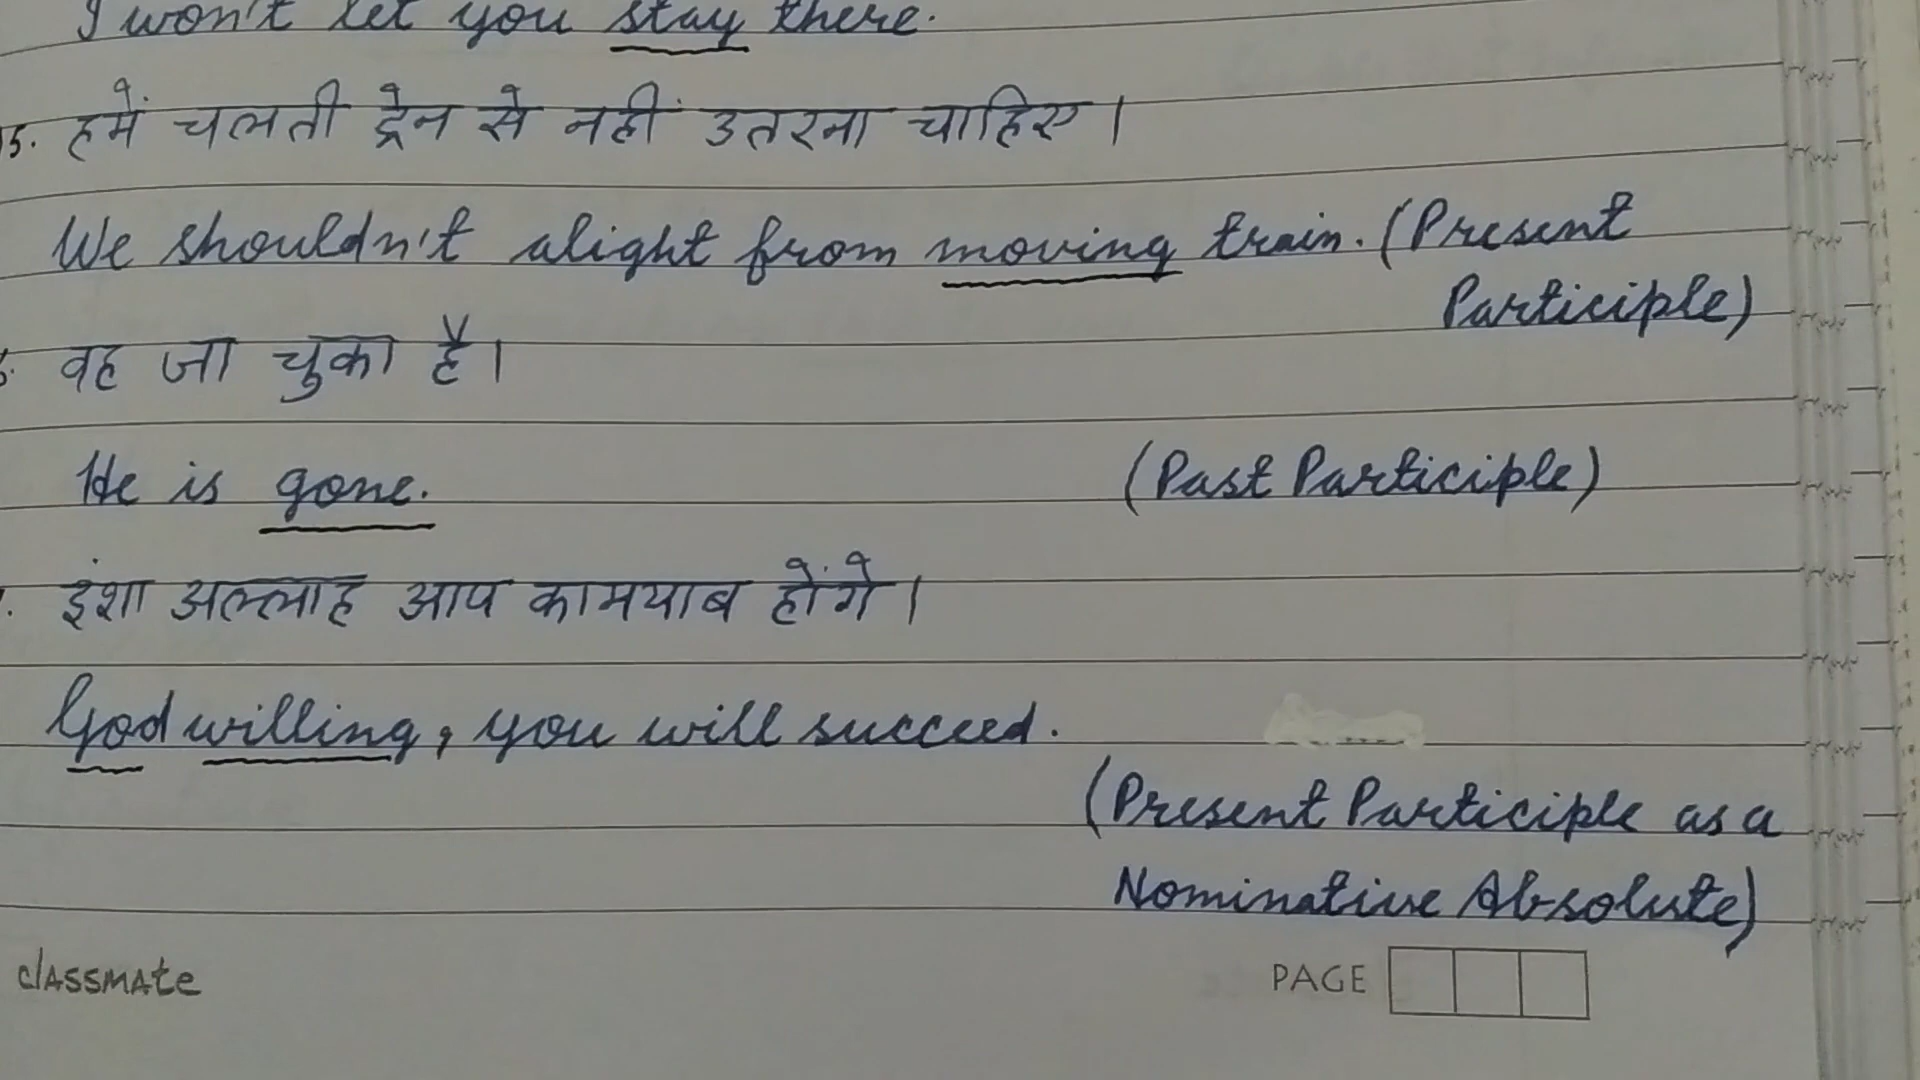 I won't let you stay there.
15. हमें चलती ट्रेन से नहीं उतरना चाहिए।
We shouldn't alight from moving train. (Present
Participle)
वह जा चुका है।
He is gone. (Past Participle)
इंशा अल्लाह आप कामयाब होंगे।
God willing, you will succeed.
(Present Participle as a
Nominative Absolute)
classmate PAGE